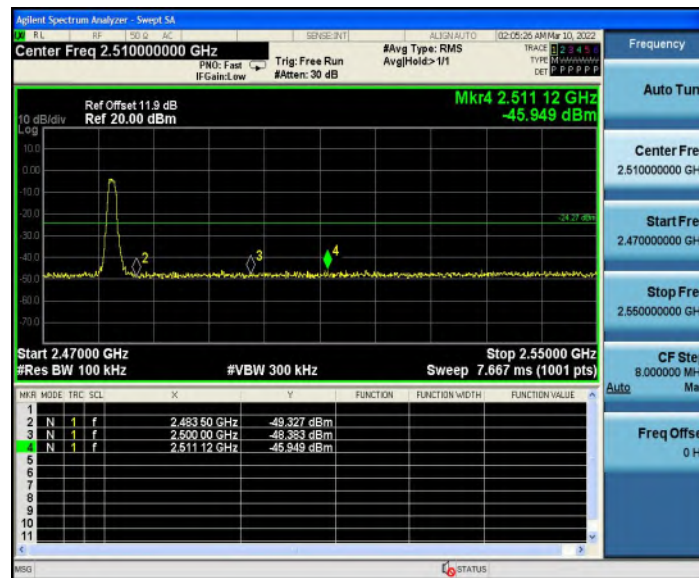 Agilent Spectrum Analyzer - Swept SA
RL RF 50 Ω AC SENSE:INT ALIGN AUTO 02:05:26 AM Mar 10, 2022
Center Freq 2.510000000 GHz
PNO: Fast
IFGain:Low
Trig: Free Run
#Atten: 30 dB
#Avg Type: RMS
Avg|Hold:>1/1
TRACE 1 2 3 4 5 6
TYPE M
DET P P P P P P
Ref Offset 11.9 dB
Ref 20.00 dBm
10 dB/div
Log
Mkr4 2.511 12 GHz
-45.949 dBm
10.0
0.00
-10.0
-20.0
-24.27 dBm
-30.0
-40.0
-50.0
-60.0
-70.0
2
3
4
Start 2.47000 GHz
Stop 2.55000 GHz
#Res BW 100 kHz
#VBW 300 kHz
Sweep 7.667 ms (1001 pts)
MKR MODE TRC SCL X Y FUNCTION FUNCTION WIDTH FUNCTION VALUE
1
2 N 1 f 2.483 50 GHz -49.327 dBm
3 N 1 f 2.500 00 GHz -48.383 dBm
4 N 1 f 2.511 12 GHz -45.949 dBm
5
6
7
8
9
10
11
MSG
STATUS
Frequency
Auto Tun
Center Fre
2.510000000 GH
Start Fre
2.470000000 GH
Stop Fre
2.550000000 GH
CF Ste
8.000000 MH
Auto Ma
Freq Offse
0 H